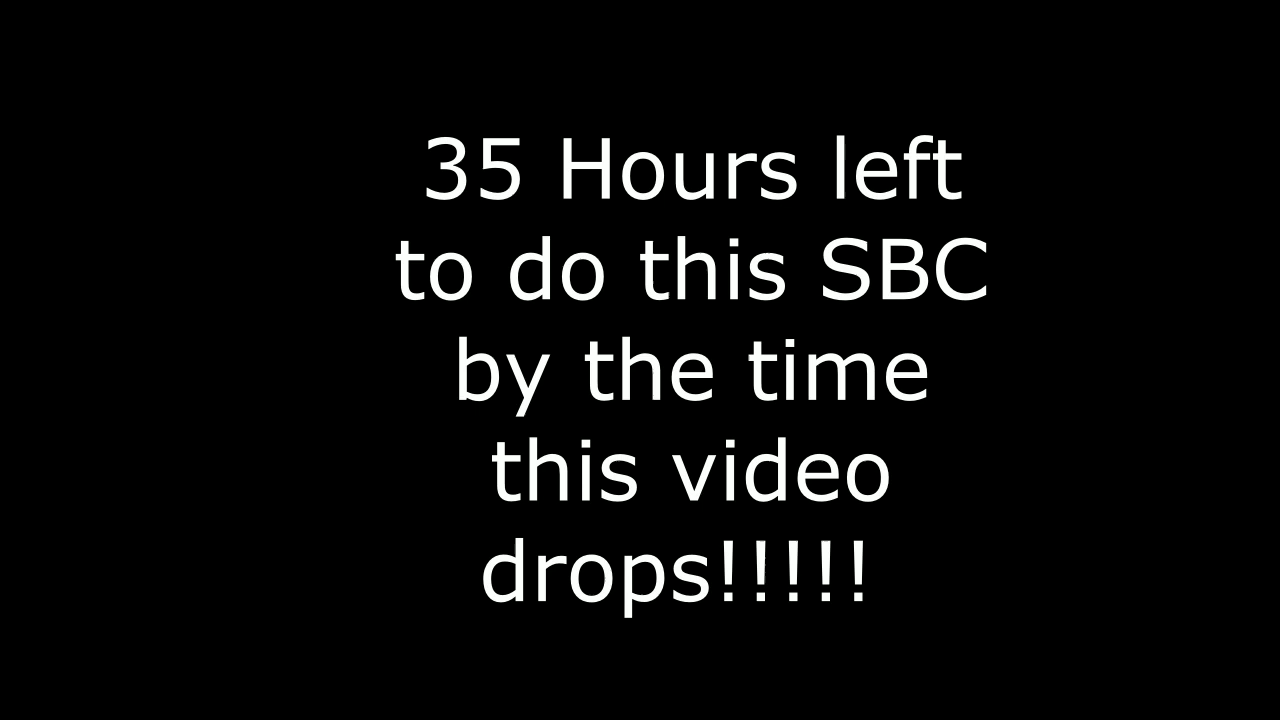 35 Hours left
to do this SBC
by the time
this video
drops!!!!!